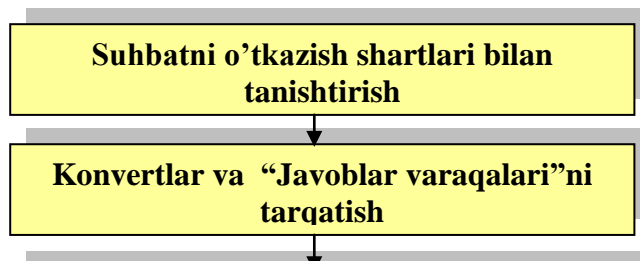 Suhbatni o’tkazish shartlari bilan
tanishtirish
Konvertlar va “Javoblar varaqalari”ni
tarqatish